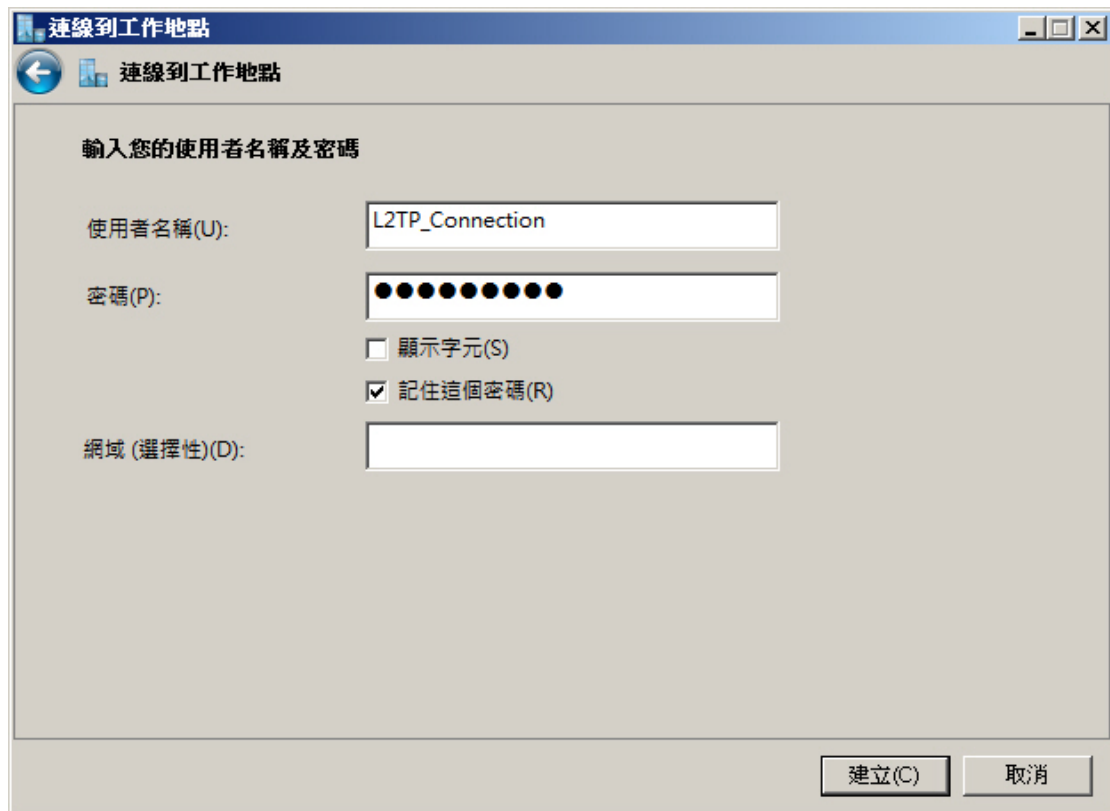 連線到工作地點
連線到工作地點
輸入您的使用者名稱及密碼
使用者名稱(U): L2TP_Connection
密碼(P): ●●●●●●●●●
顯示字元(S)
記住這個密碼(R)
網域 (選擇性)(D):
建立(C) 取消